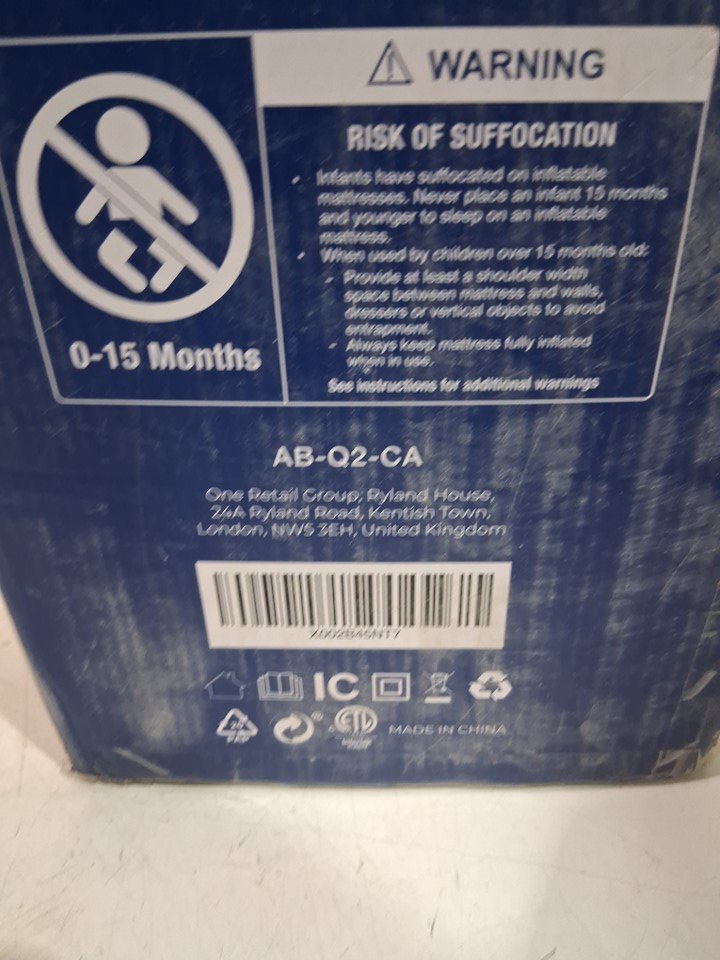 WARNING
RISK OF SUFFOCATION
Infants have suffocated on inflatable
mattresses. Never place an infant 15 months
and younger to sleep on an inflatable
mattress.
When used by children over 15 months old:
Provide at least a shoulder width
space between mattress and walls,
dressers or vertical objects to avoid
entrapment.
Always keep mattress fully inflated
when in use.
See instructions for additional warnings
0-15 Months
AB-Q2-CA
One Retail Group, Ryland House,
24A Ryland Road, Kentish Town,
London, NW5 3EH, United Kingdom
X002B45NT7
IC
PAP
ETL
MADE IN CHINA